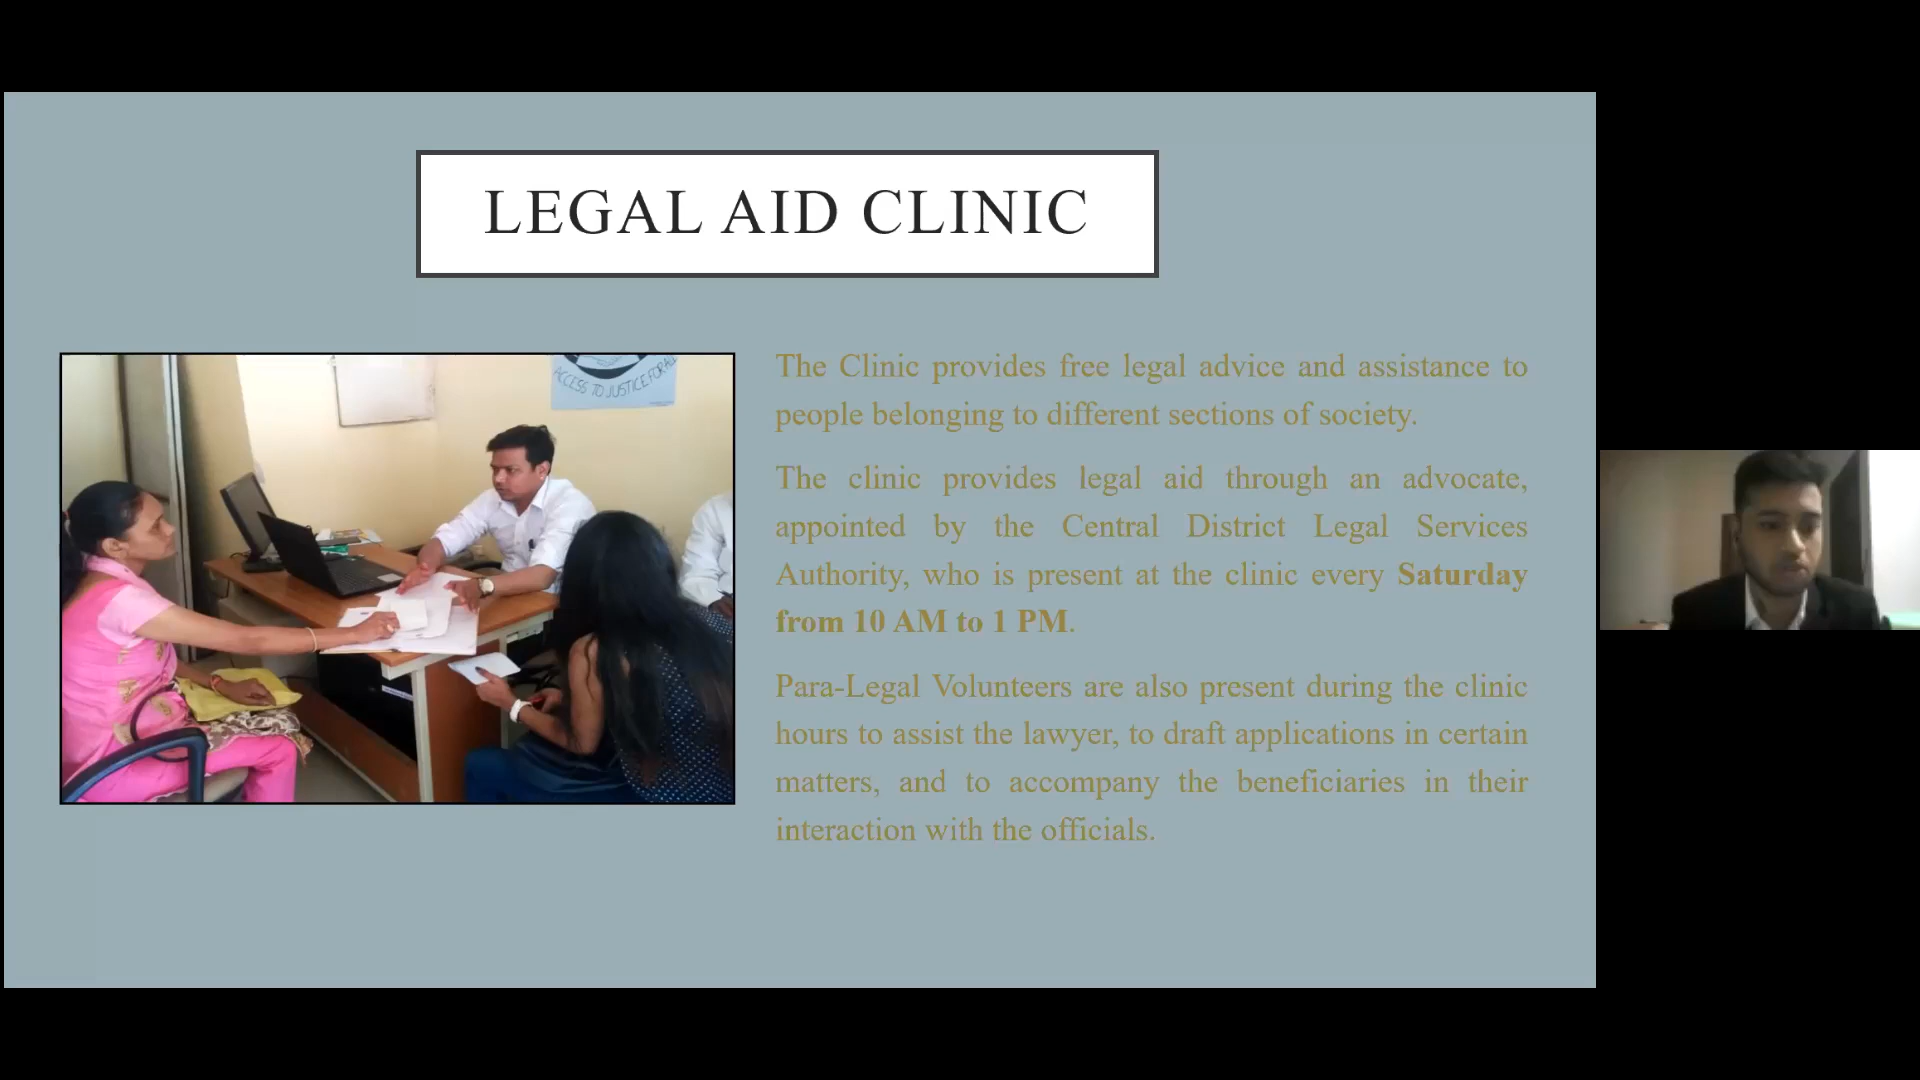 LEGAL AID CLINIC
ACCESS TO JUSTICE FOR ALL
The Clinic provides free legal advice and assistance to
people belonging to different sections of society.
The clinic provides legal aid through an advocate,
appointed by the Central District Legal Services
Authority, who is present at the clinic every Saturday
from 10 AM to 1 PM.
Para-Legal Volunteers are also present during the clinic
hours to assist the lawyer, to draft applications in certain
matters, and to accompany the beneficiaries in their
interaction with the officials.